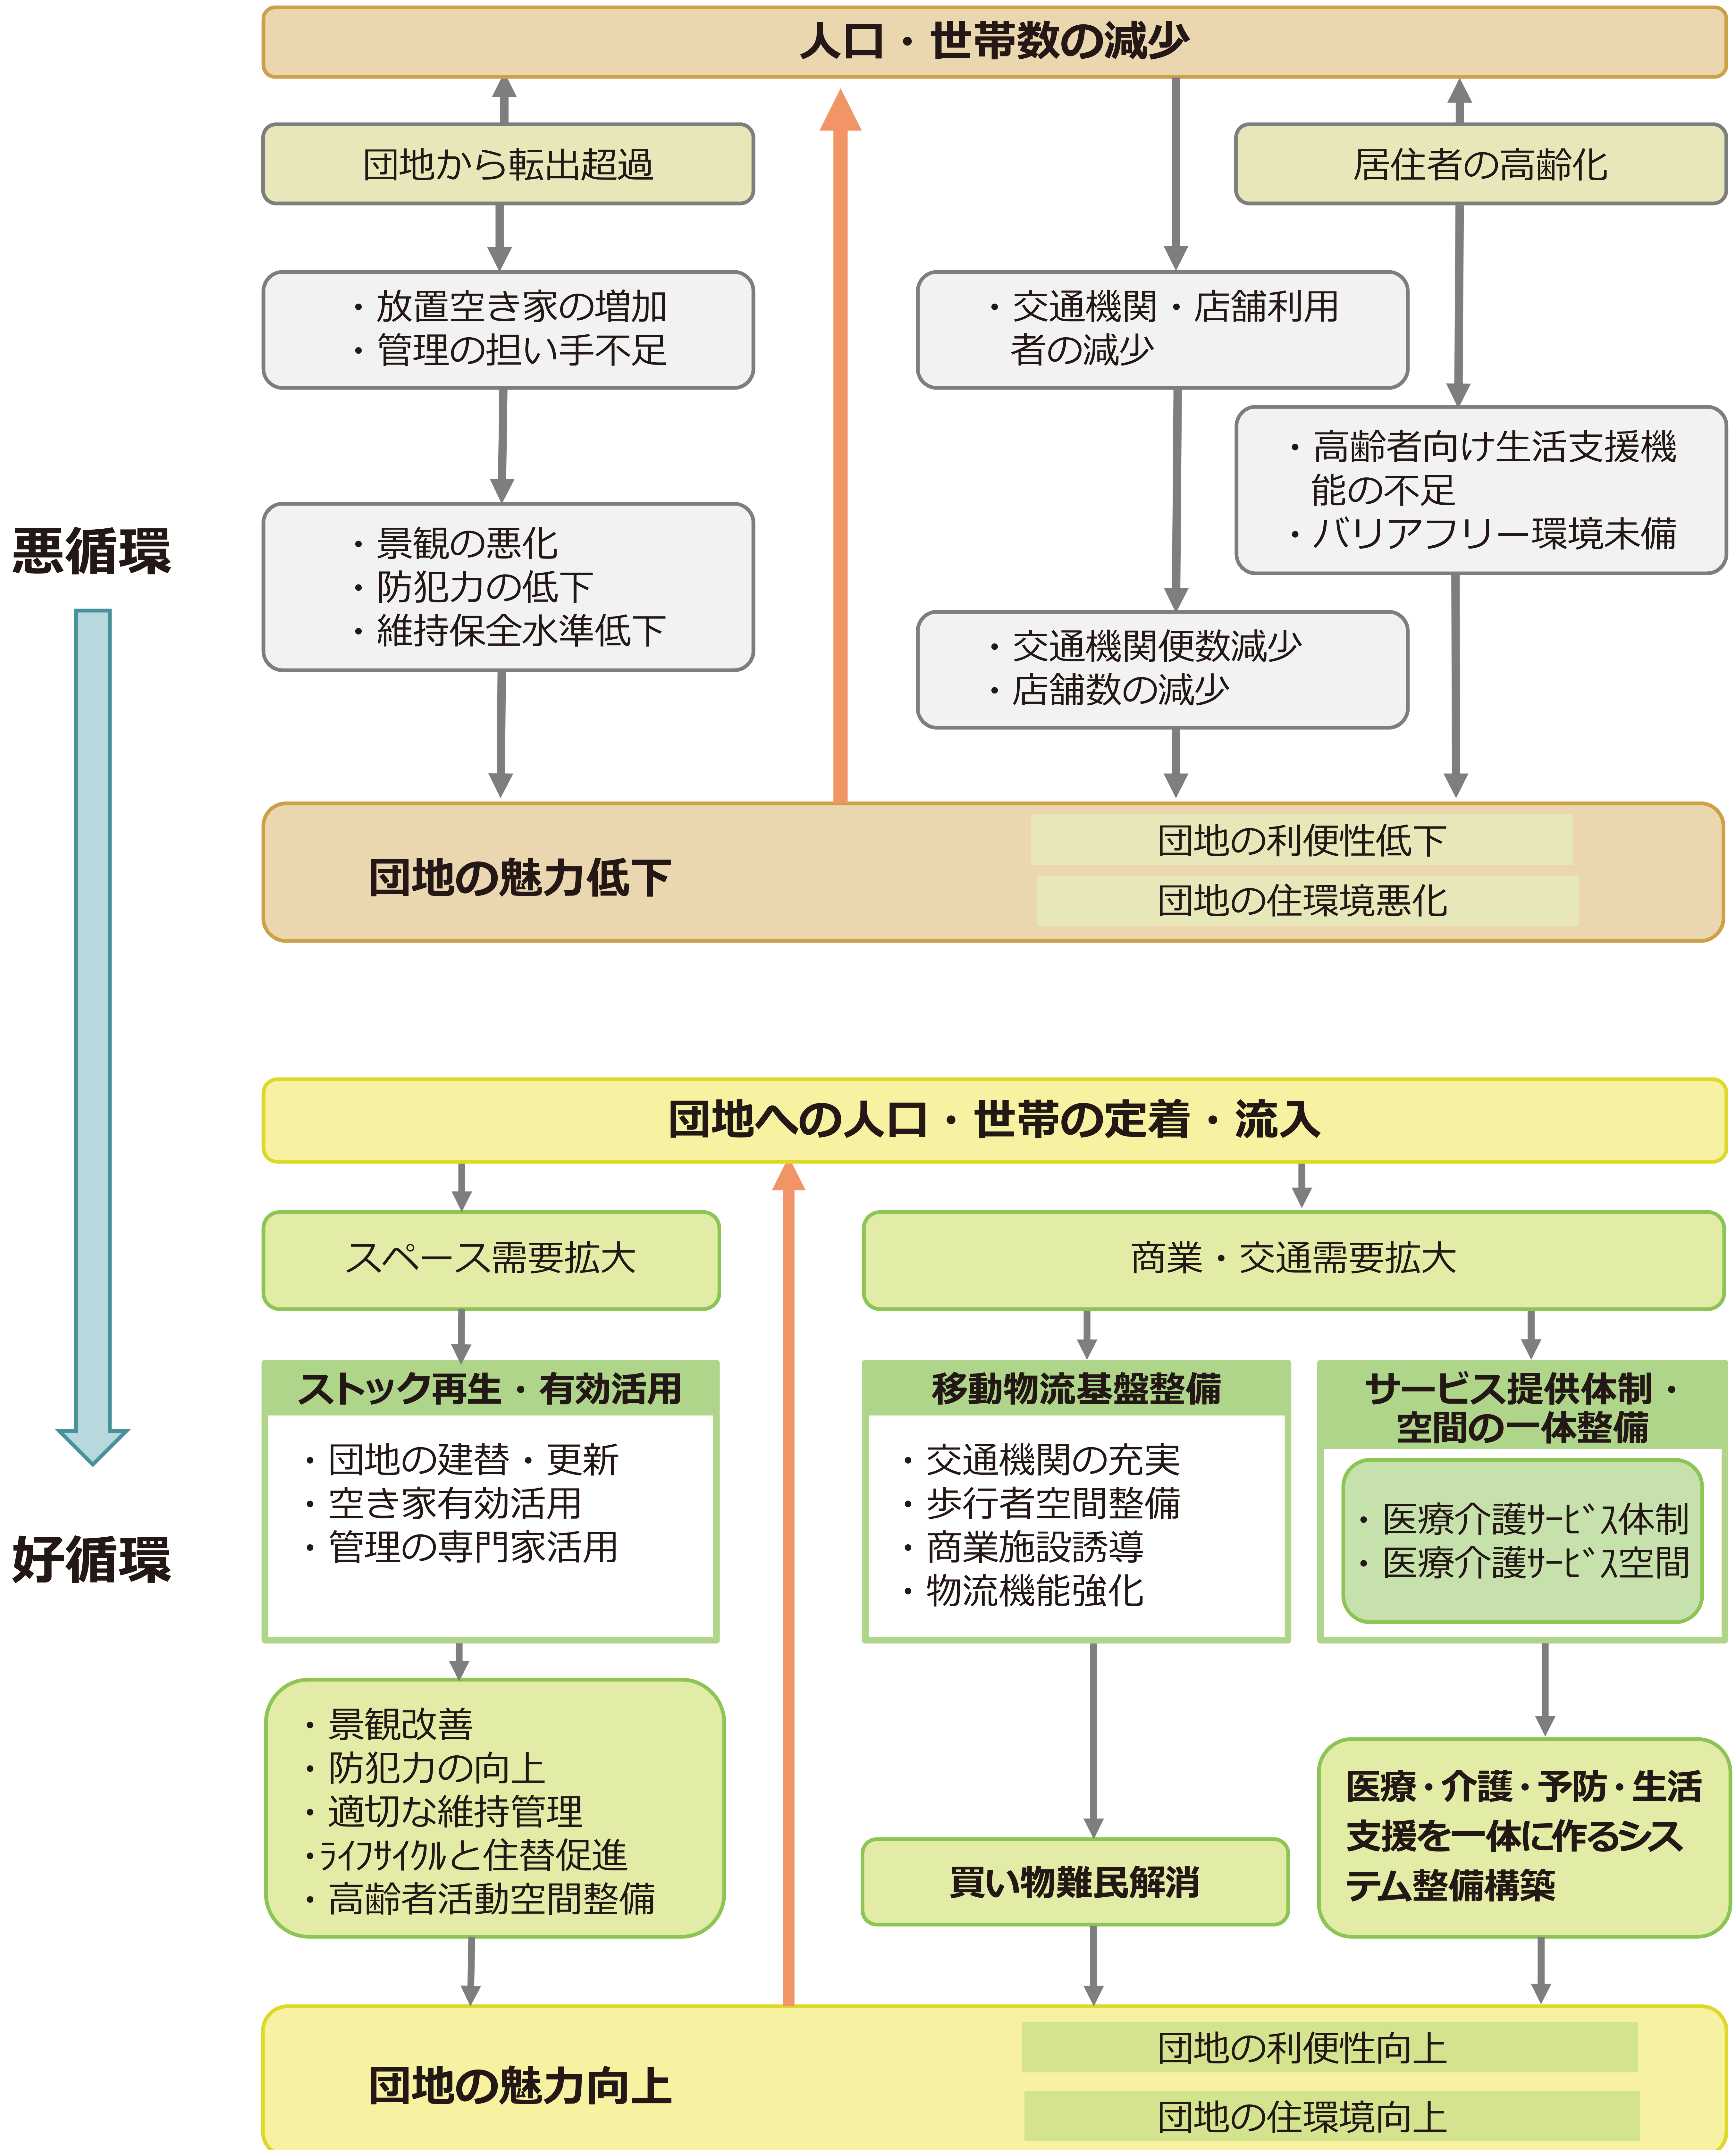 人口・世帯数の減少
団地から転出超過
居住者の高齢化
・放置空き家の増加
・管理の担い手不足
・交通機関・店舗利用
者の減少
・高齢者向け生活支援機
能の不足
・バリアフリー環境未備
悪循環
・景観の悪化
・防犯力の低下
・維持保全水準低下
・交通機関便数減少
・店舗数の減少
団地の魅力低下
団地の利便性低下
団地の住環境悪化
団地への人口・世帯の定着・流入
スペース需要拡大
商業・交通需要拡大
ストック再生・有効活用
・団地の建替・更新
・空き家有効活用
・管理の専門家活用
移動物流基盤整備
・交通機関の充実
・歩行者空間整備
・商業施設誘導
・物流機能強化
サービス提供体制・
空間の一体整備
・医療介護ｻｰﾋﾞｽ体制
・医療介護ｻｰﾋﾞｽ空間
好循環
・景観改善
・防犯力の向上
・適切な維持管理
・ﾗｲﾌｻｲｸﾙと住替促進
・高齢者活動空間整備
買い物難民解消
医療・介護・予防・生活
支援を一体に作るシス
テム整備構築
団地の魅力向上
団地の利便性向上
団地の住環境向上